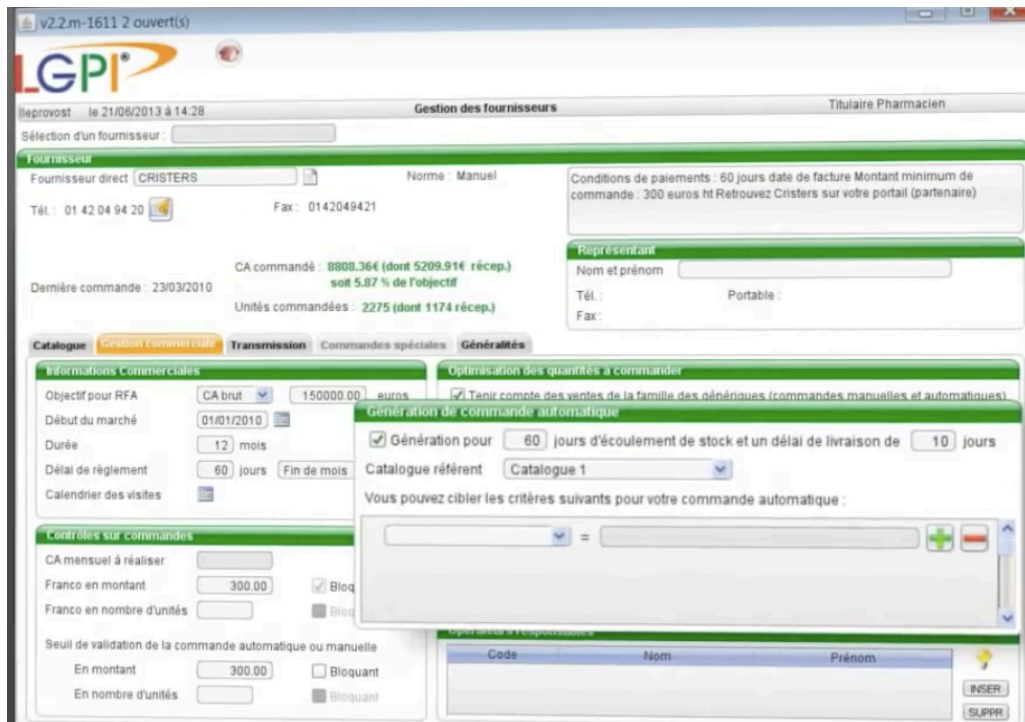 v2.2.m-1611 2 ouvert(s)
LGPI
lleprovost le 21/06/2013 à 14:28
Gestion des fournisseurs
Titulaire Pharmacien
Sélection d'un fournisseur :
Fournisseur
Fournisseur direct CRISTERS
Norme : Manuel
Conditions de paiements : 60 jours date de facture Montant minimum de
commande : 300 euros ht Retrouvez Cristers sur votre portail (partenaire)
Tél. : 01 42 04 94 20
Fax : 0142049421
Représentant
Nom et prénom
Tél. :
Portable :
Fax :
CA commandé : 8808.36€ (dont 5209.91€ récep.)
soit 5.87 % de l'objectif
Dernière commande : 23/03/2010
Unités commandées : 2275 (dont 1174 récep.)
Catalogue Gestion commerciale Transmission Commandes spéciales Généralités
Informations Commerciales
Objectif pour RFA CA brut 150000.00 euros
Début du marché 01/01/2010
Durée 12 mois
Délai de règlement 60 jours Fin de mois
Calendrier des visites
Optimisation des quantités à commander
Tenir compte des ventes de la famille des génériques (commandes manuelles et automatiques)
Génération de commande automatique
Génération pour 60 jours d'écoulement de stock et un délai de livraison de 10 jours
Catalogue référent Catalogue 1
Vous pouvez cibler les critères suivants pour votre commande automatique :
=
Contrôles sur commandes
CA mensuel à réaliser
Franco en montant 300.00 Bloq
Franco en nombre d'unités Bloq
Seuil de validation de la commande automatique ou manuelle
En montant 300.00 Bloquant
En nombre d'unités Bloquant
Code Nom Prénom
INSER
SUPPR